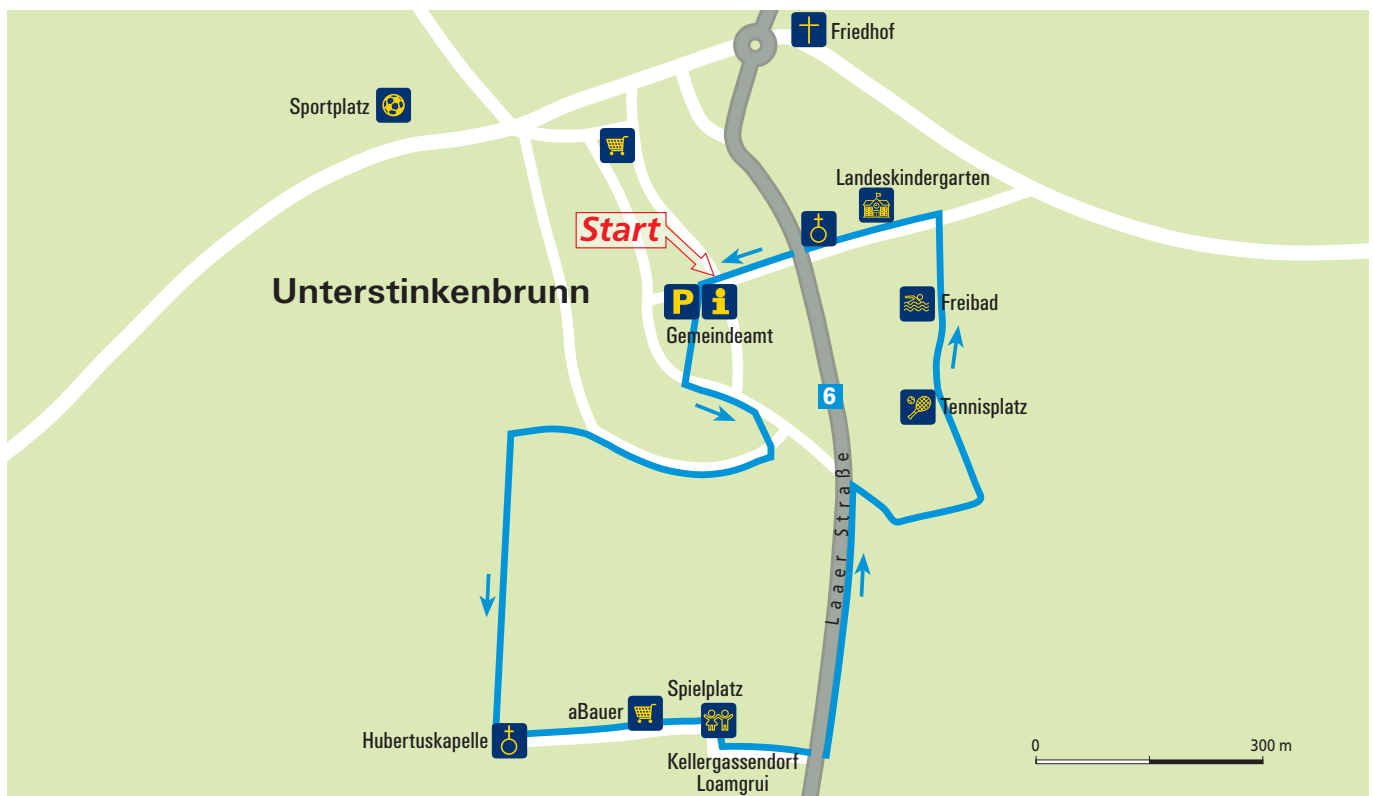 Friedhof
Sportplatz
Landeskindergarten
Start
Unterstinkenbrunn
P
i
Freibad
Gemeindeamt
6
Tennisplatz
Laaer Straße
Spielplatz
aBauer
Hubertuskapelle
Kellergassendorf
Loamgrui
0 300 m